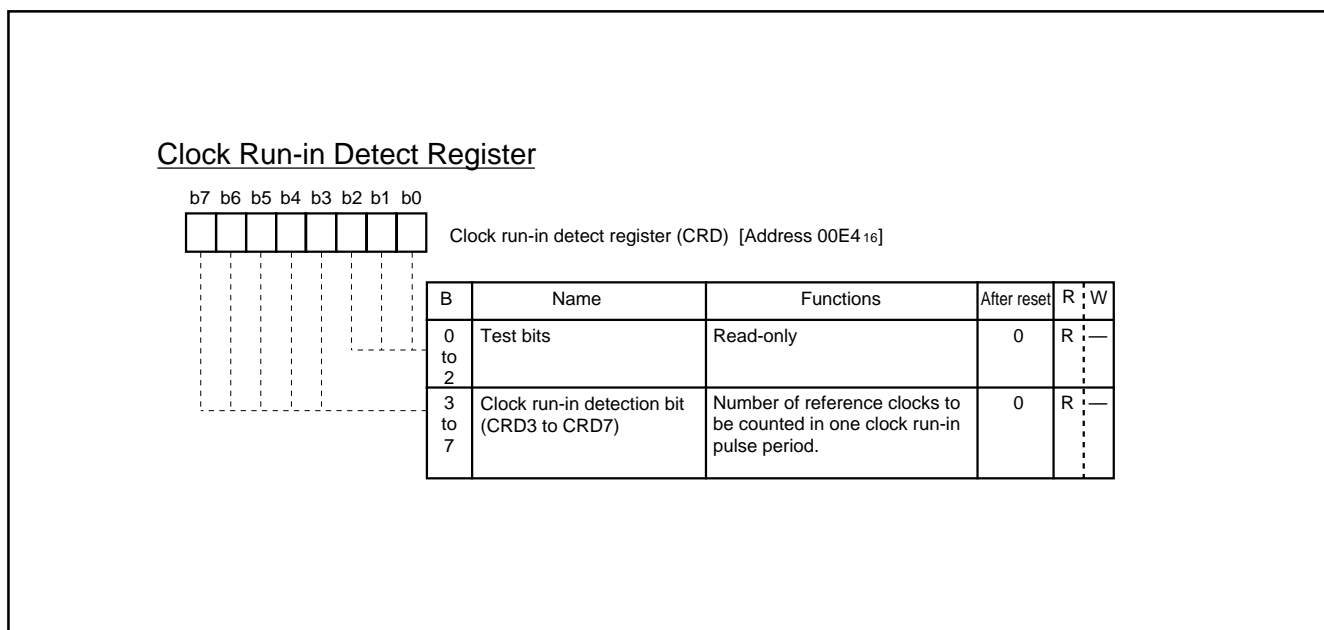 Clock Run-in Detect Register
b7 b6 b5 b4 b3 b2 b1 b0
Clock run-in detect register (CRD) [Address 00E4 16]
B Name Functions After reset R W
0 Test bits Read-only 0 R —
to
2
3 Clock run-in detection bit Number of reference clocks to 0 R —
to (CRD3 to CRD7) be counted in one clock run-in
7 pulse period.